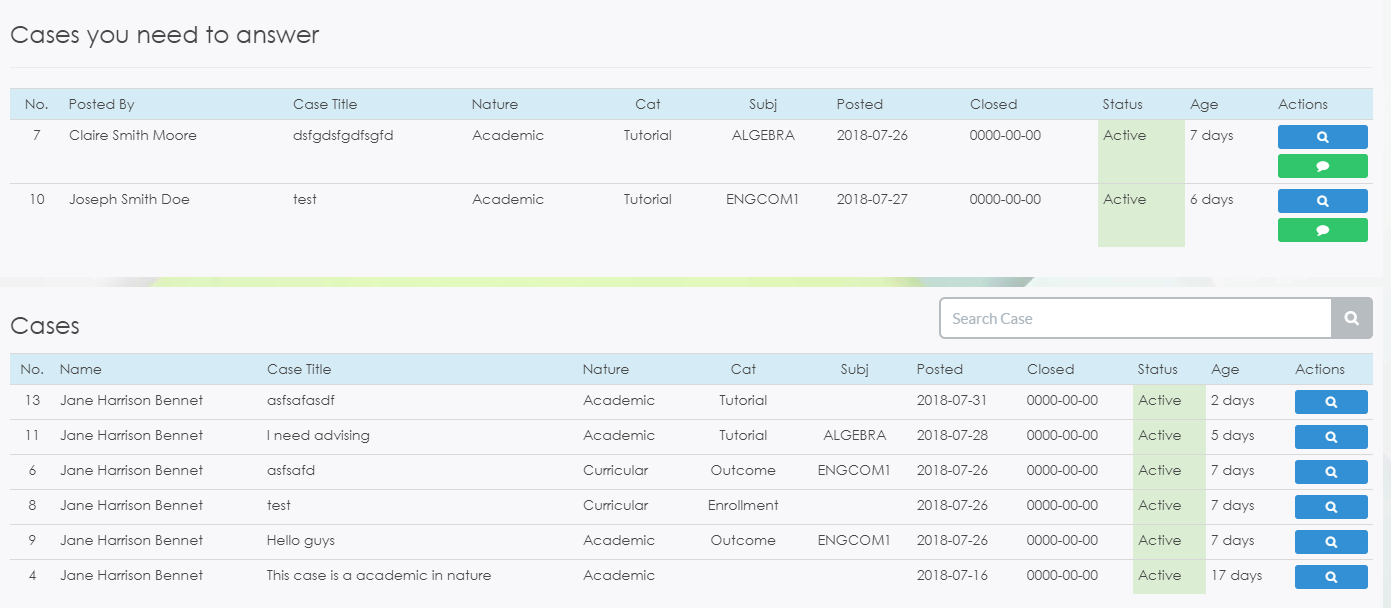 Cases you need to answer
No. Posted By Case Title Nature Cat Subj Posted Closed Status Age Actions
7 Claire Smith Moore dsfgdsfgdfsgfd Academic Tutorial ALGEBRA 2018-07-26 0000-00-00 Active 7 days
10 Joseph Smith Doe test Academic Tutorial ENGCOM1 2018-07-27 0000-00-00 Active 6 days
Cases Search Case
No. Name Case Title Nature Cat Subj Posted Closed Status Age Actions
13 Jane Harrison Bennet asfsafasdf Academic Tutorial 2018-07-31 0000-00-00 Active 2 days
11 Jane Harrison Bennet I need advising Academic Tutorial ALGEBRA 2018-07-28 0000-00-00 Active 5 days
6 Jane Harrison Bennet asfsafd Curricular Outcome ENGCOM1 2018-07-26 0000-00-00 Active 7 days
8 Jane Harrison Bennet test Curricular Enrollment 2018-07-26 0000-00-00 Active 7 days
9 Jane Harrison Bennet Hello guys Academic Outcome ENGCOM1 2018-07-26 0000-00-00 Active 7 days
4 Jane Harrison Bennet This case is a academic in nature Academic 2018-07-16 0000-00-00 Active 17 days